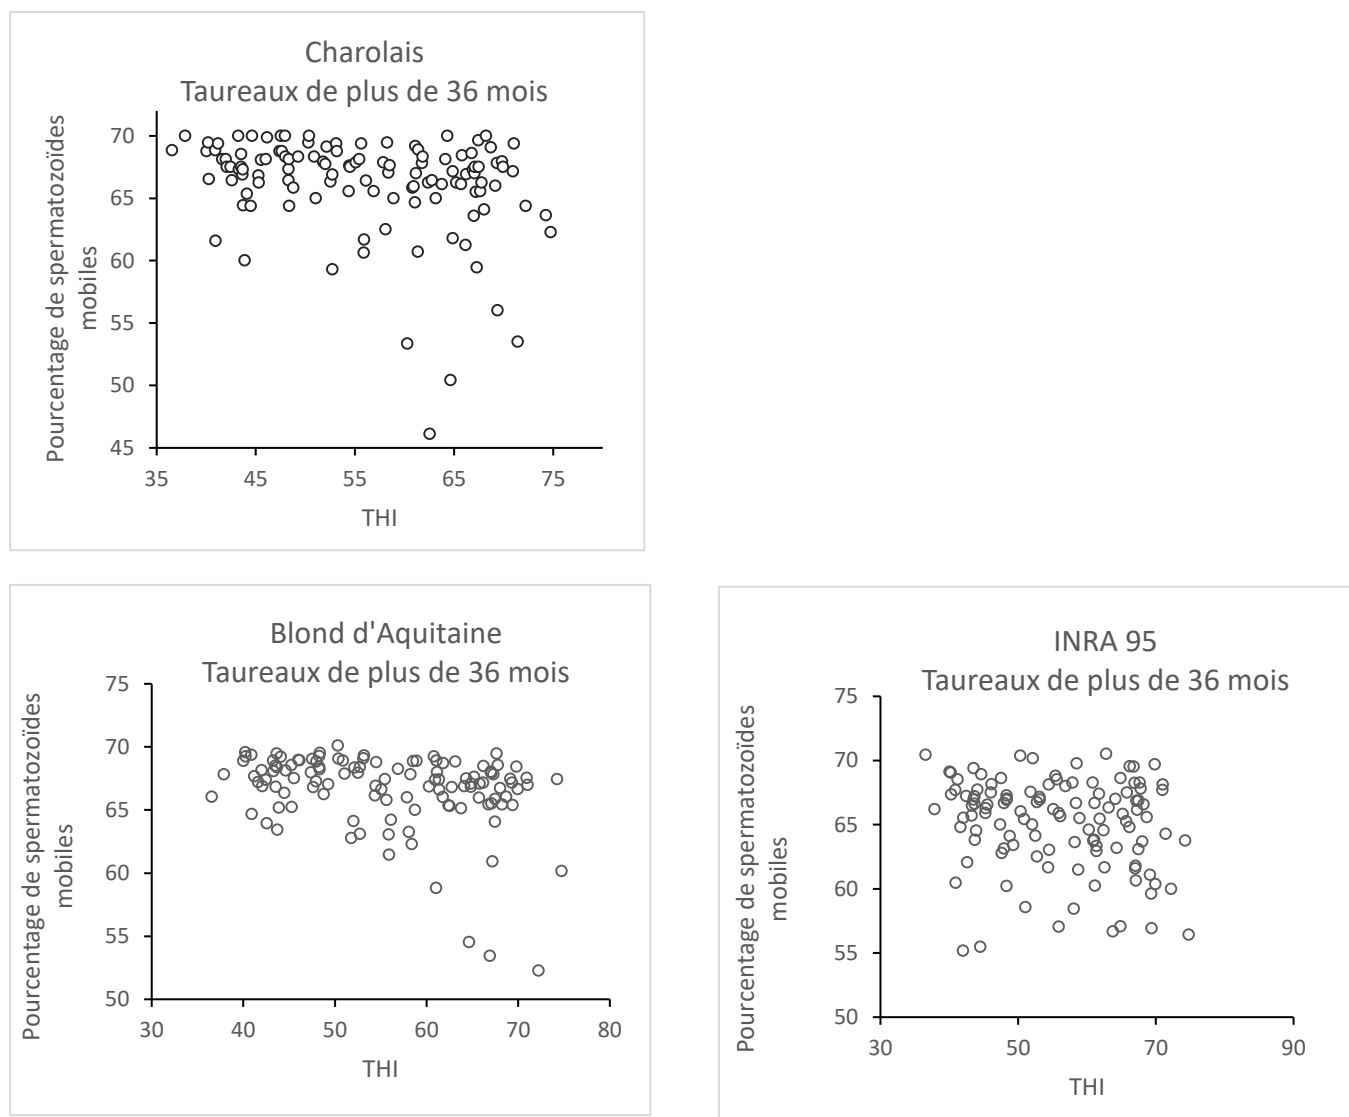 Charolais
Taureaux de plus de 36 mois
Pourcentage de spermatozoïdes
mobiles
70
65
60
55
50
45
35 45 55 65 75
THI
Blond d'Aquitaine
Taureaux de plus de 36 mois
Pourcentage de spermatozoïdes
mobiles
75
70
65
60
55
50
30 40 50 60 70 80
THI
INRA 95
Taureaux de plus de 36 mois
Pourcentage de spermatozoïdes
mobiles
75
70
65
60
55
50
30 50 70 90
THI